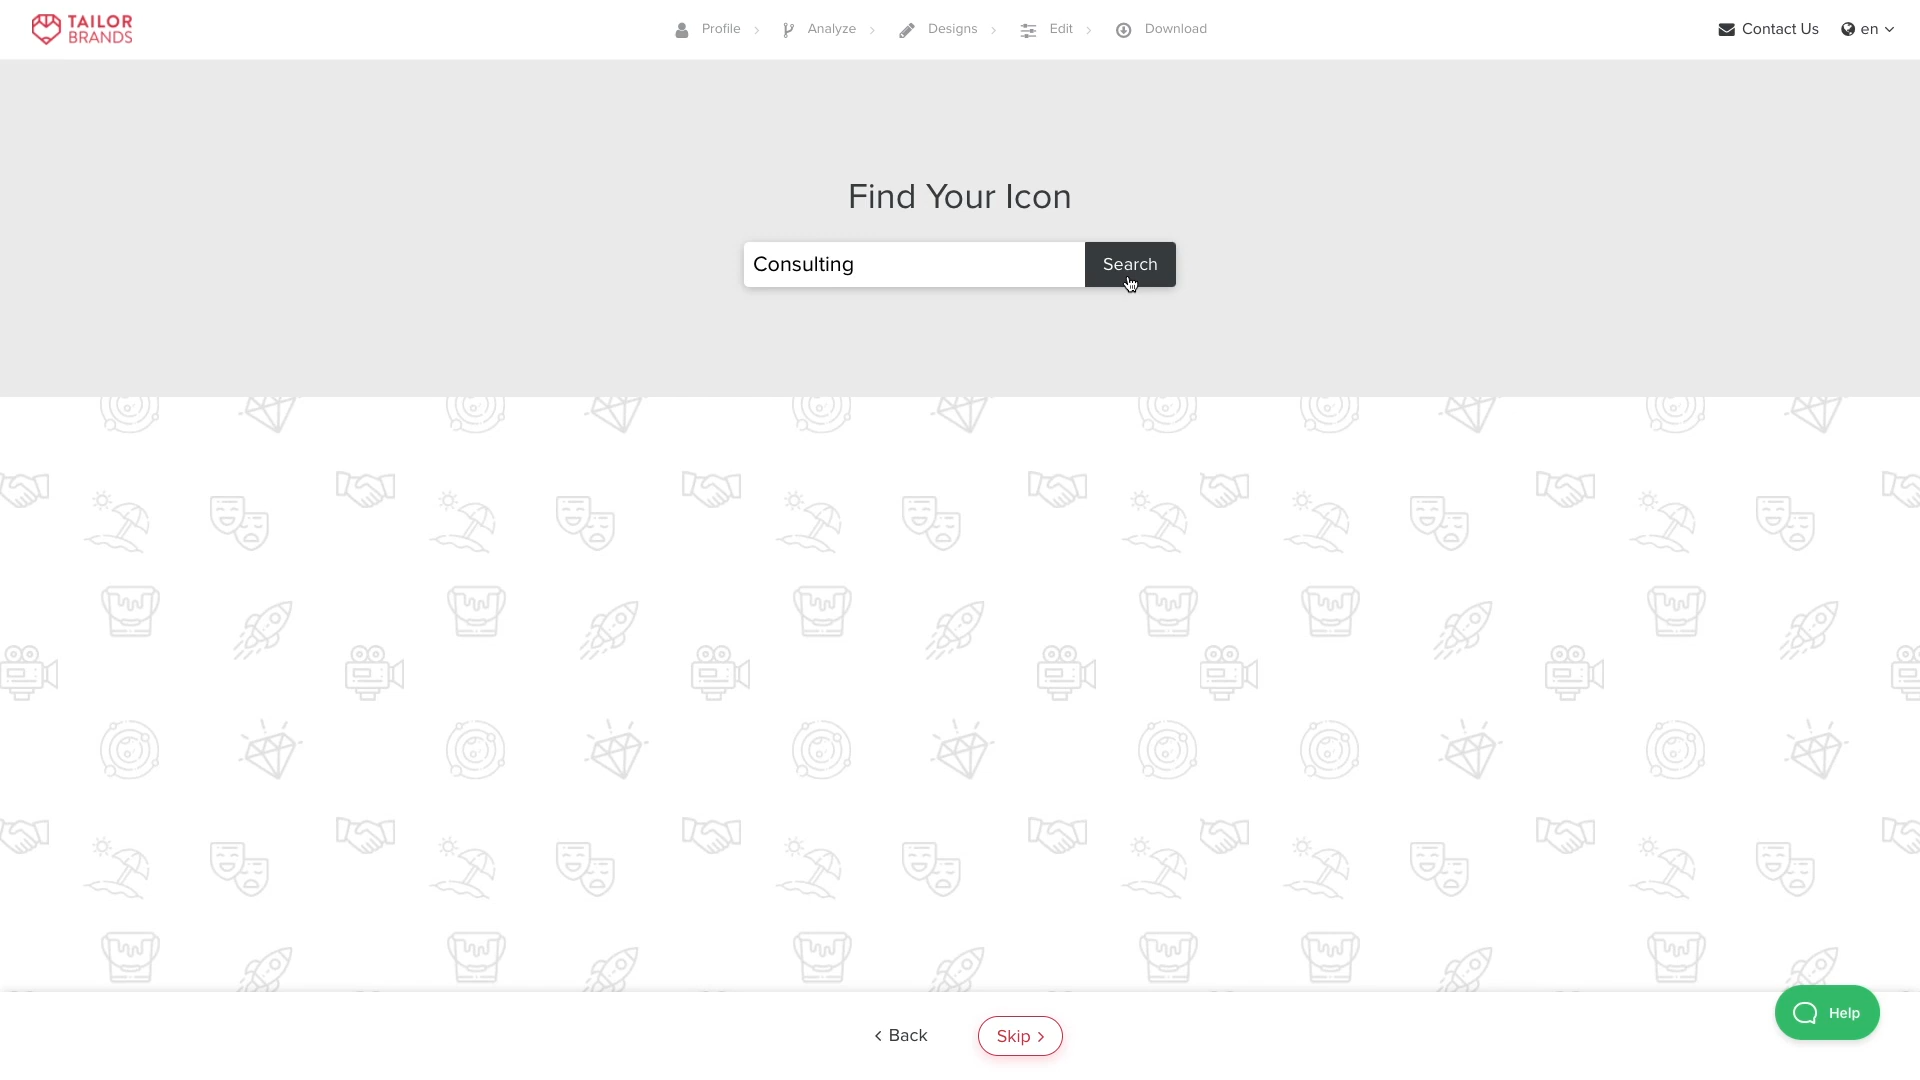 TAILOR
BRANDS
Profile
Analyze
Designs
Edit
Download
Contact Us
en
Find Your Icon
Consulting
Search
Back
Skip
Help